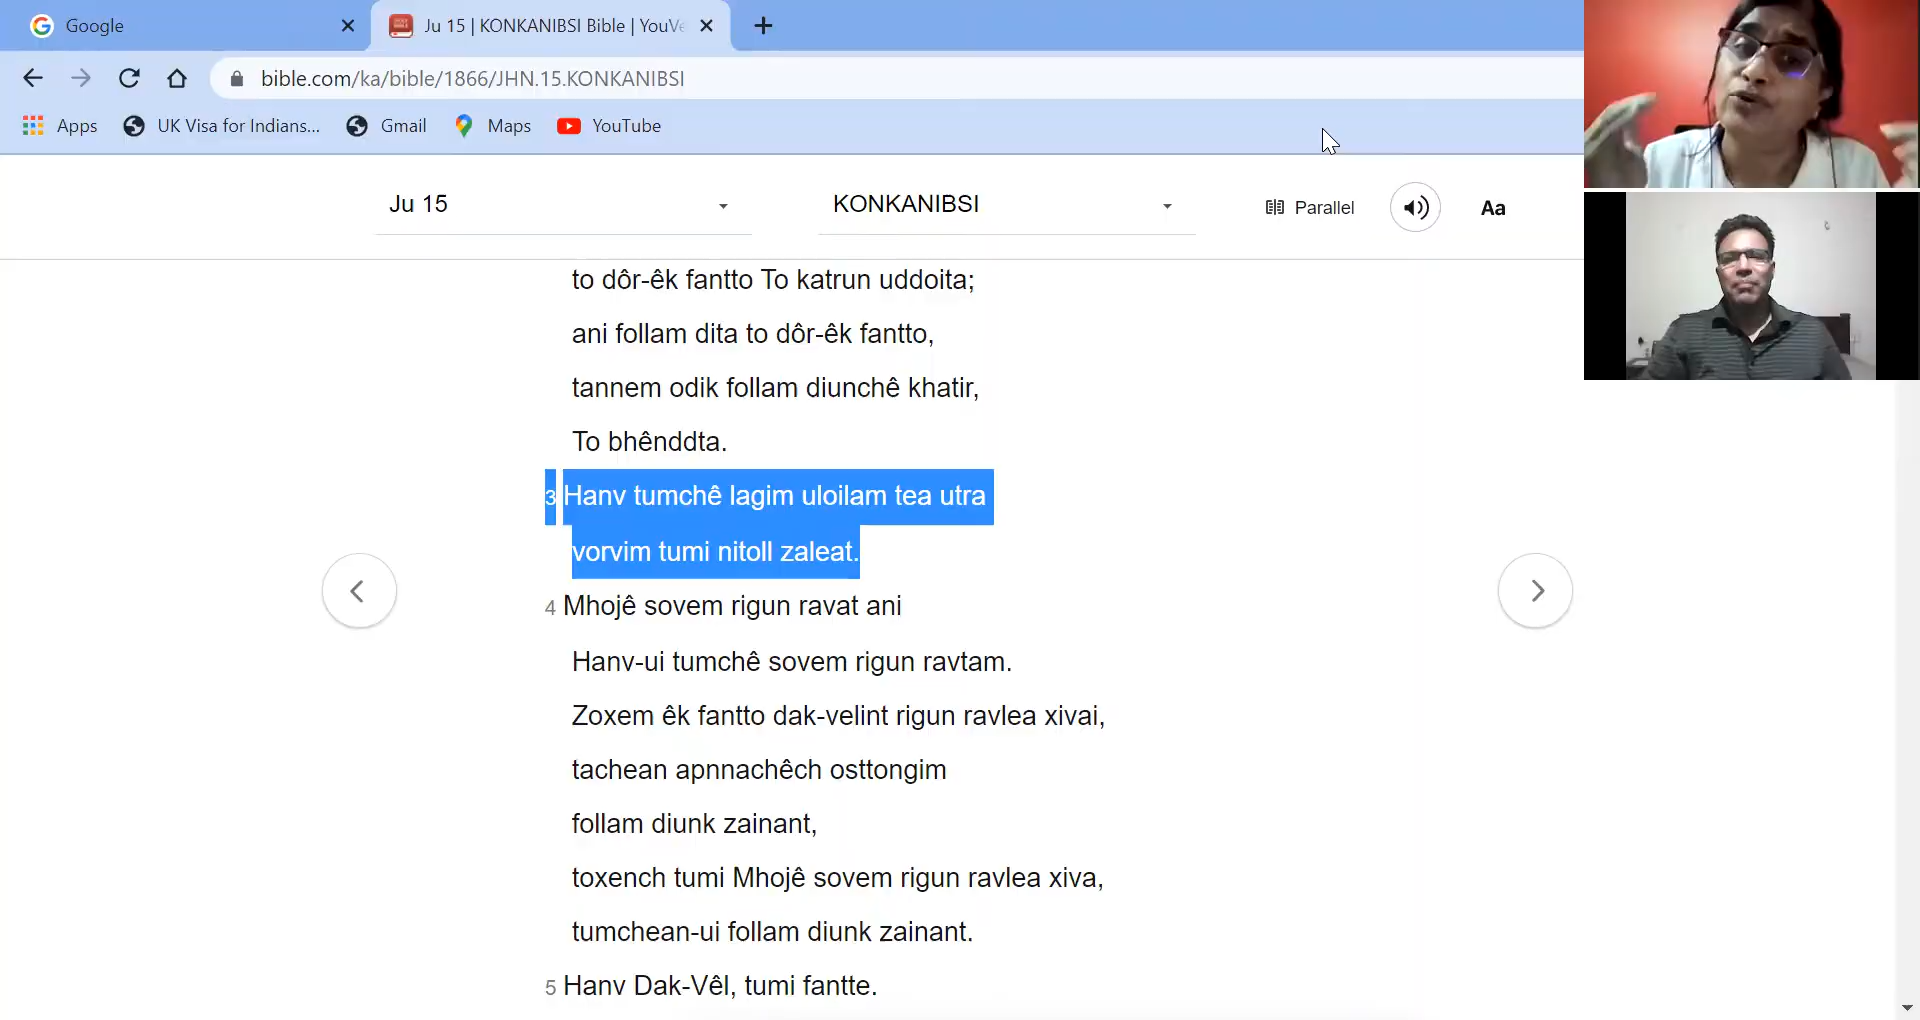 Google
Ju 15 | KONKANIBSI Bible | YouVe
bible.com/ka/bible/1866/JHN.15.KONKANIBSI
Apps
UK Visa for Indians...
Gmail
Maps
YouTube
Ju 15
KONKANIBSI
Parallel
Aa
to dôr-êk fantto To katrun uddoita;
ani follam dita to dôr-êk fantto,
tannem odik follam diunchê khatir,
To bhênddta.
3 Hanv tumchê lagim uloilam tea utra
vorvim tumi nitoll zaleat.
4 Mhojê sovem rigun ravat ani
Hanv-ui tumchê sovem rigun ravtam.
Zoxem êk fantto dak-velint rigun ravlea xivai,
tachean apnnachêch osttongim
follam diunk zainant,
toxench tumi Mhojê sovem rigun ravlea xiva,
tumchean-ui follam diunk zainant.
5 Hanv Dak-Vêl, tumi fantte.